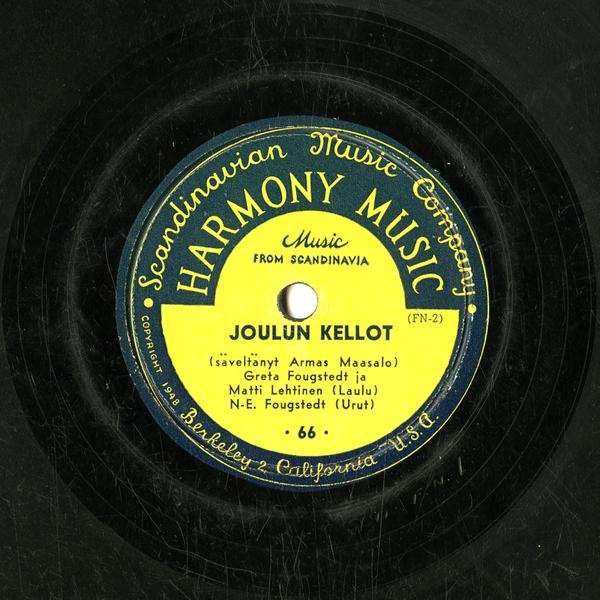 Scandinavian Music Company
HARMONY MUSIC
Music
FROM SCANDINAVIA
(FN-2)
JOULUN KELLOT
(säveltänyt Armas Maasalo)
Greta Fougstedt ja
Matti Lehtinen (Laulu)
N-E. Fougstedt (Urut)
· 66 ·
COPYRIGHT 1948
Berkeley 2 California U.S.A.